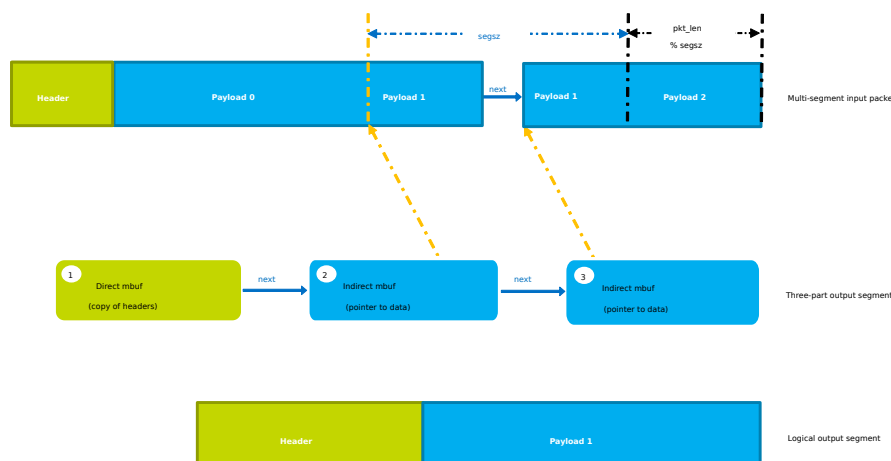 segsz
pkt_len
% segsz
Header
Payload 0
Payload 1
next
Payload 1
Payload 2
Multi-segment input packe
1
Direct mbuf
(copy of headers)
next
2
Indirect mbuf
(pointer to data)
next
3
Indirect mbuf
(pointer to data)
Three-part output segment
Header
Payload 1
Logical output segment